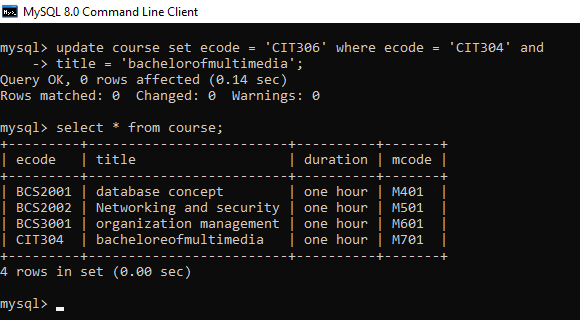 MySQL 8.0 Command Line Client
mysql> update course set ecode = 'CIT306' where ecode = 'CIT304' and
    -> title = 'bachelorofmultimedia';
Query OK, 0 rows affected (0.14 sec)
Rows matched: 0  Changed: 0  Warnings: 0
mysql> select * from course;
+---------+-------------------------+----------+-------+
| ecode   | title                   | duration | mcode |
+---------+-------------------------+----------+-------+
| BCS2001 | database concept        | one hour | M401  |
| BCS2002 | Networking and security | one hour | M501  |
| BCS3001 | organization management | one hour | M601  |
| CIT304  | bacheloreofmultimedia   | one hour | M701  |
+---------+-------------------------+----------+-------+
4 rows in set (0.00 sec)
mysql> _